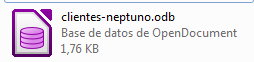 clientes-neptuno.odb
Base de datos de OpenDocument
1,76 KB